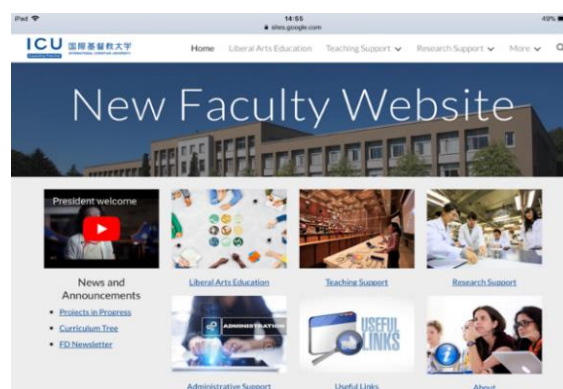 iPad
14:55
49%
sites.google.com
ICU 国際基督教大学
INTERNATIONAL CHRISTIAN UNIVERSITY
Home Liberal Arts Education Teaching Support Research Support More
New Faculty Website
President welcome
News and
Announcements
Projects in Progress
Curriculum Tree
FD Newsletter
Liberal Arts Education
Teaching Support
Research Support
ADMINISTRATION
USEFUL
LINKS
Administrative Support
Useful Links
About